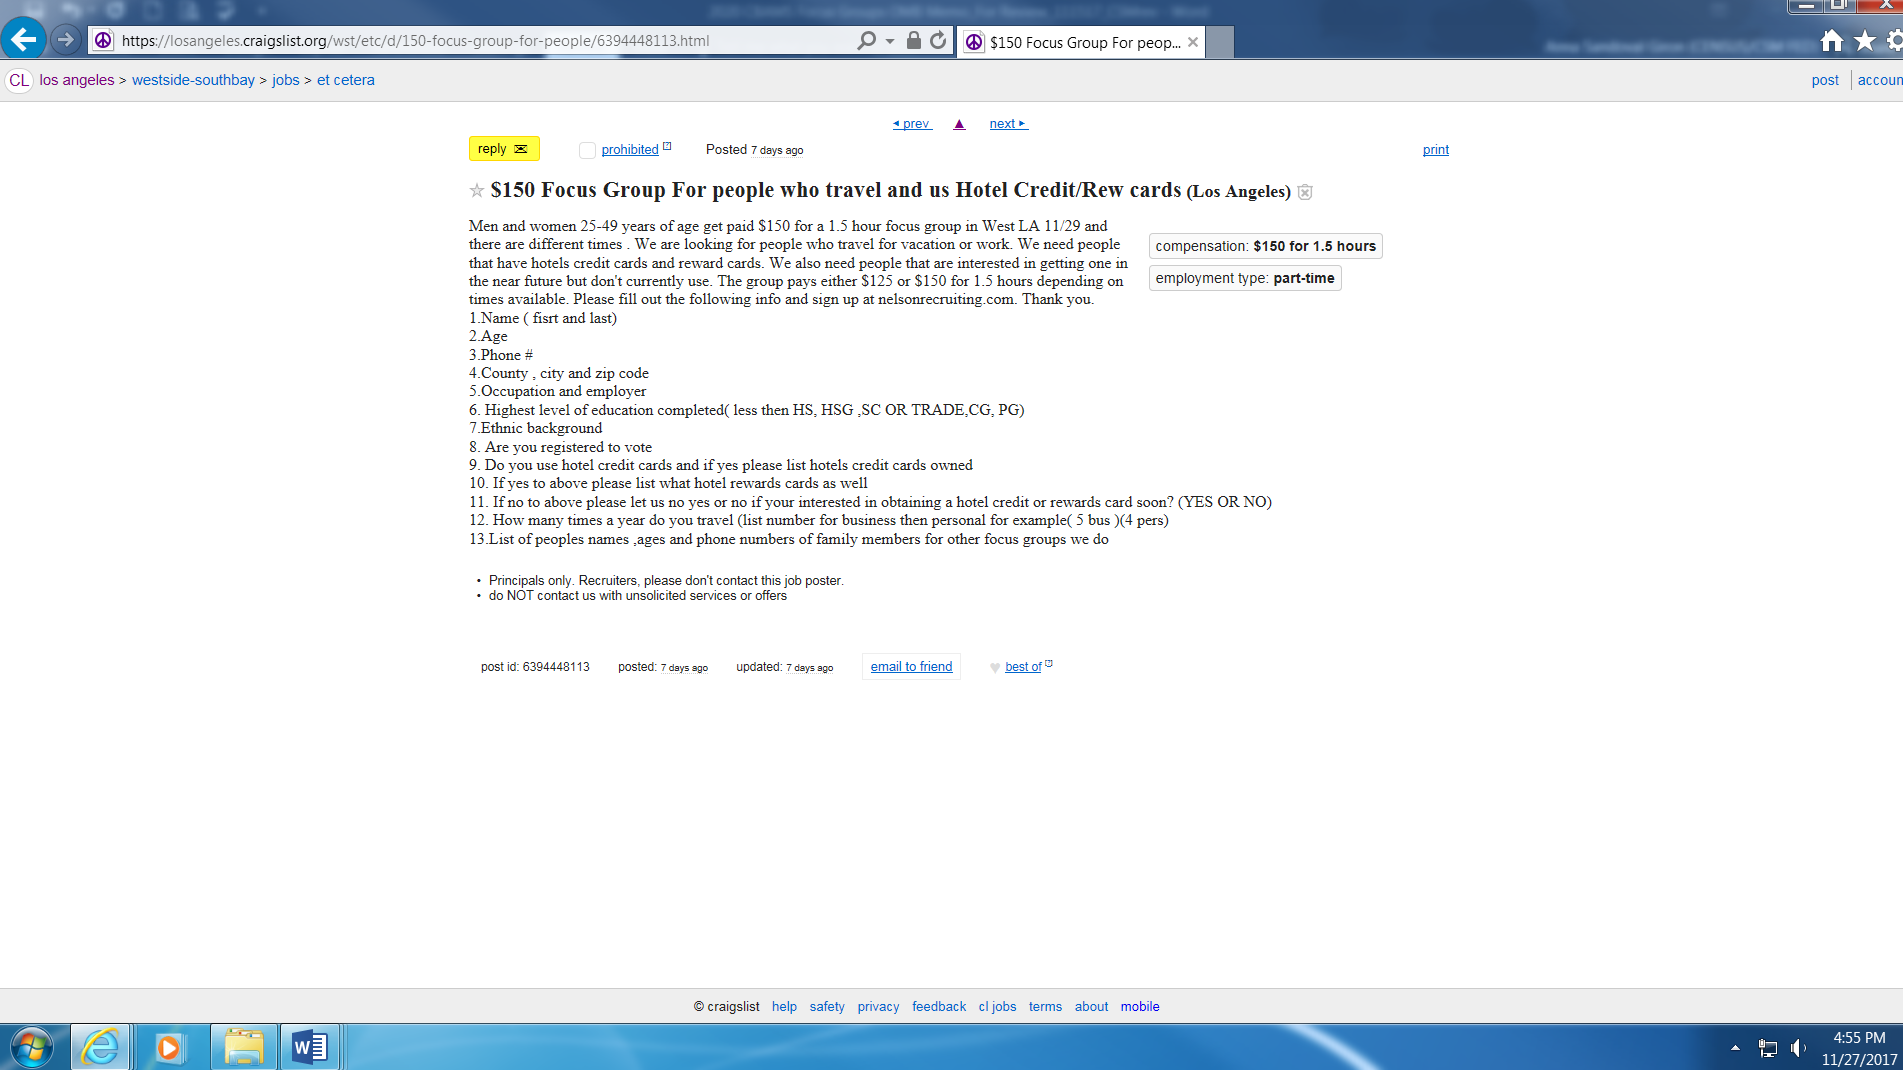 https://losangeles.craigslist.org/wst/etc/d/150-focus-group-for-people/6394448113.html
$150 Focus Group For peop...
CL los angeles > westside-southbay > jobs > et cetera
post accoun
prev next
reply prohibited [?] Posted 7 days ago print
$150 Focus Group For people who travel and us Hotel Credit/Rew cards (Los Angeles)
Men and women 25-49 years of age get paid $150 for a 1.5 hour focus group in West LA 11/29 and
there are different times . We are looking for people who travel for vacation or work. We need people
that have hotels credit cards and reward cards. We also need people that are interested in getting one in
the near future but don't currently use. The group pays either $125 or $150 for 1.5 hours depending on
times available. Please fill out the following info and sign up at nelsonrecruiting.com. Thank you.
compensation: $150 for 1.5 hours
employment type: part-time
1.Name ( fisrt and last)
2.Age
3.Phone #
4.County , city and zip code
5.Occupation and employer
6. Highest level of education completed( less then HS, HSG ,SC OR TRADE,CG, PG)
7.Ethnic background
8. Are you registered to vote
9. Do you use hotel credit cards and if yes please list hotels credit cards owned
10. If yes to above please list what hotel rewards cards as well
11. If no to above please let us no yes or no if your interested in obtaining a hotel credit or rewards card soon? (YES OR NO)
12. How many times a year do you travel (list number for business then personal for example( 5 bus )(4 pers)
13.List of peoples names ,ages and phone numbers of family members for other focus groups we do
• Principals only. Recruiters, please don't contact this job poster.
• do NOT contact us with unsolicited services or offers
post id: 6394448113 posted: 7 days ago updated: 7 days ago email to friend best of [?]
© craigslist help safety privacy feedback cl jobs terms about mobile
4:55 PM
11/27/2017